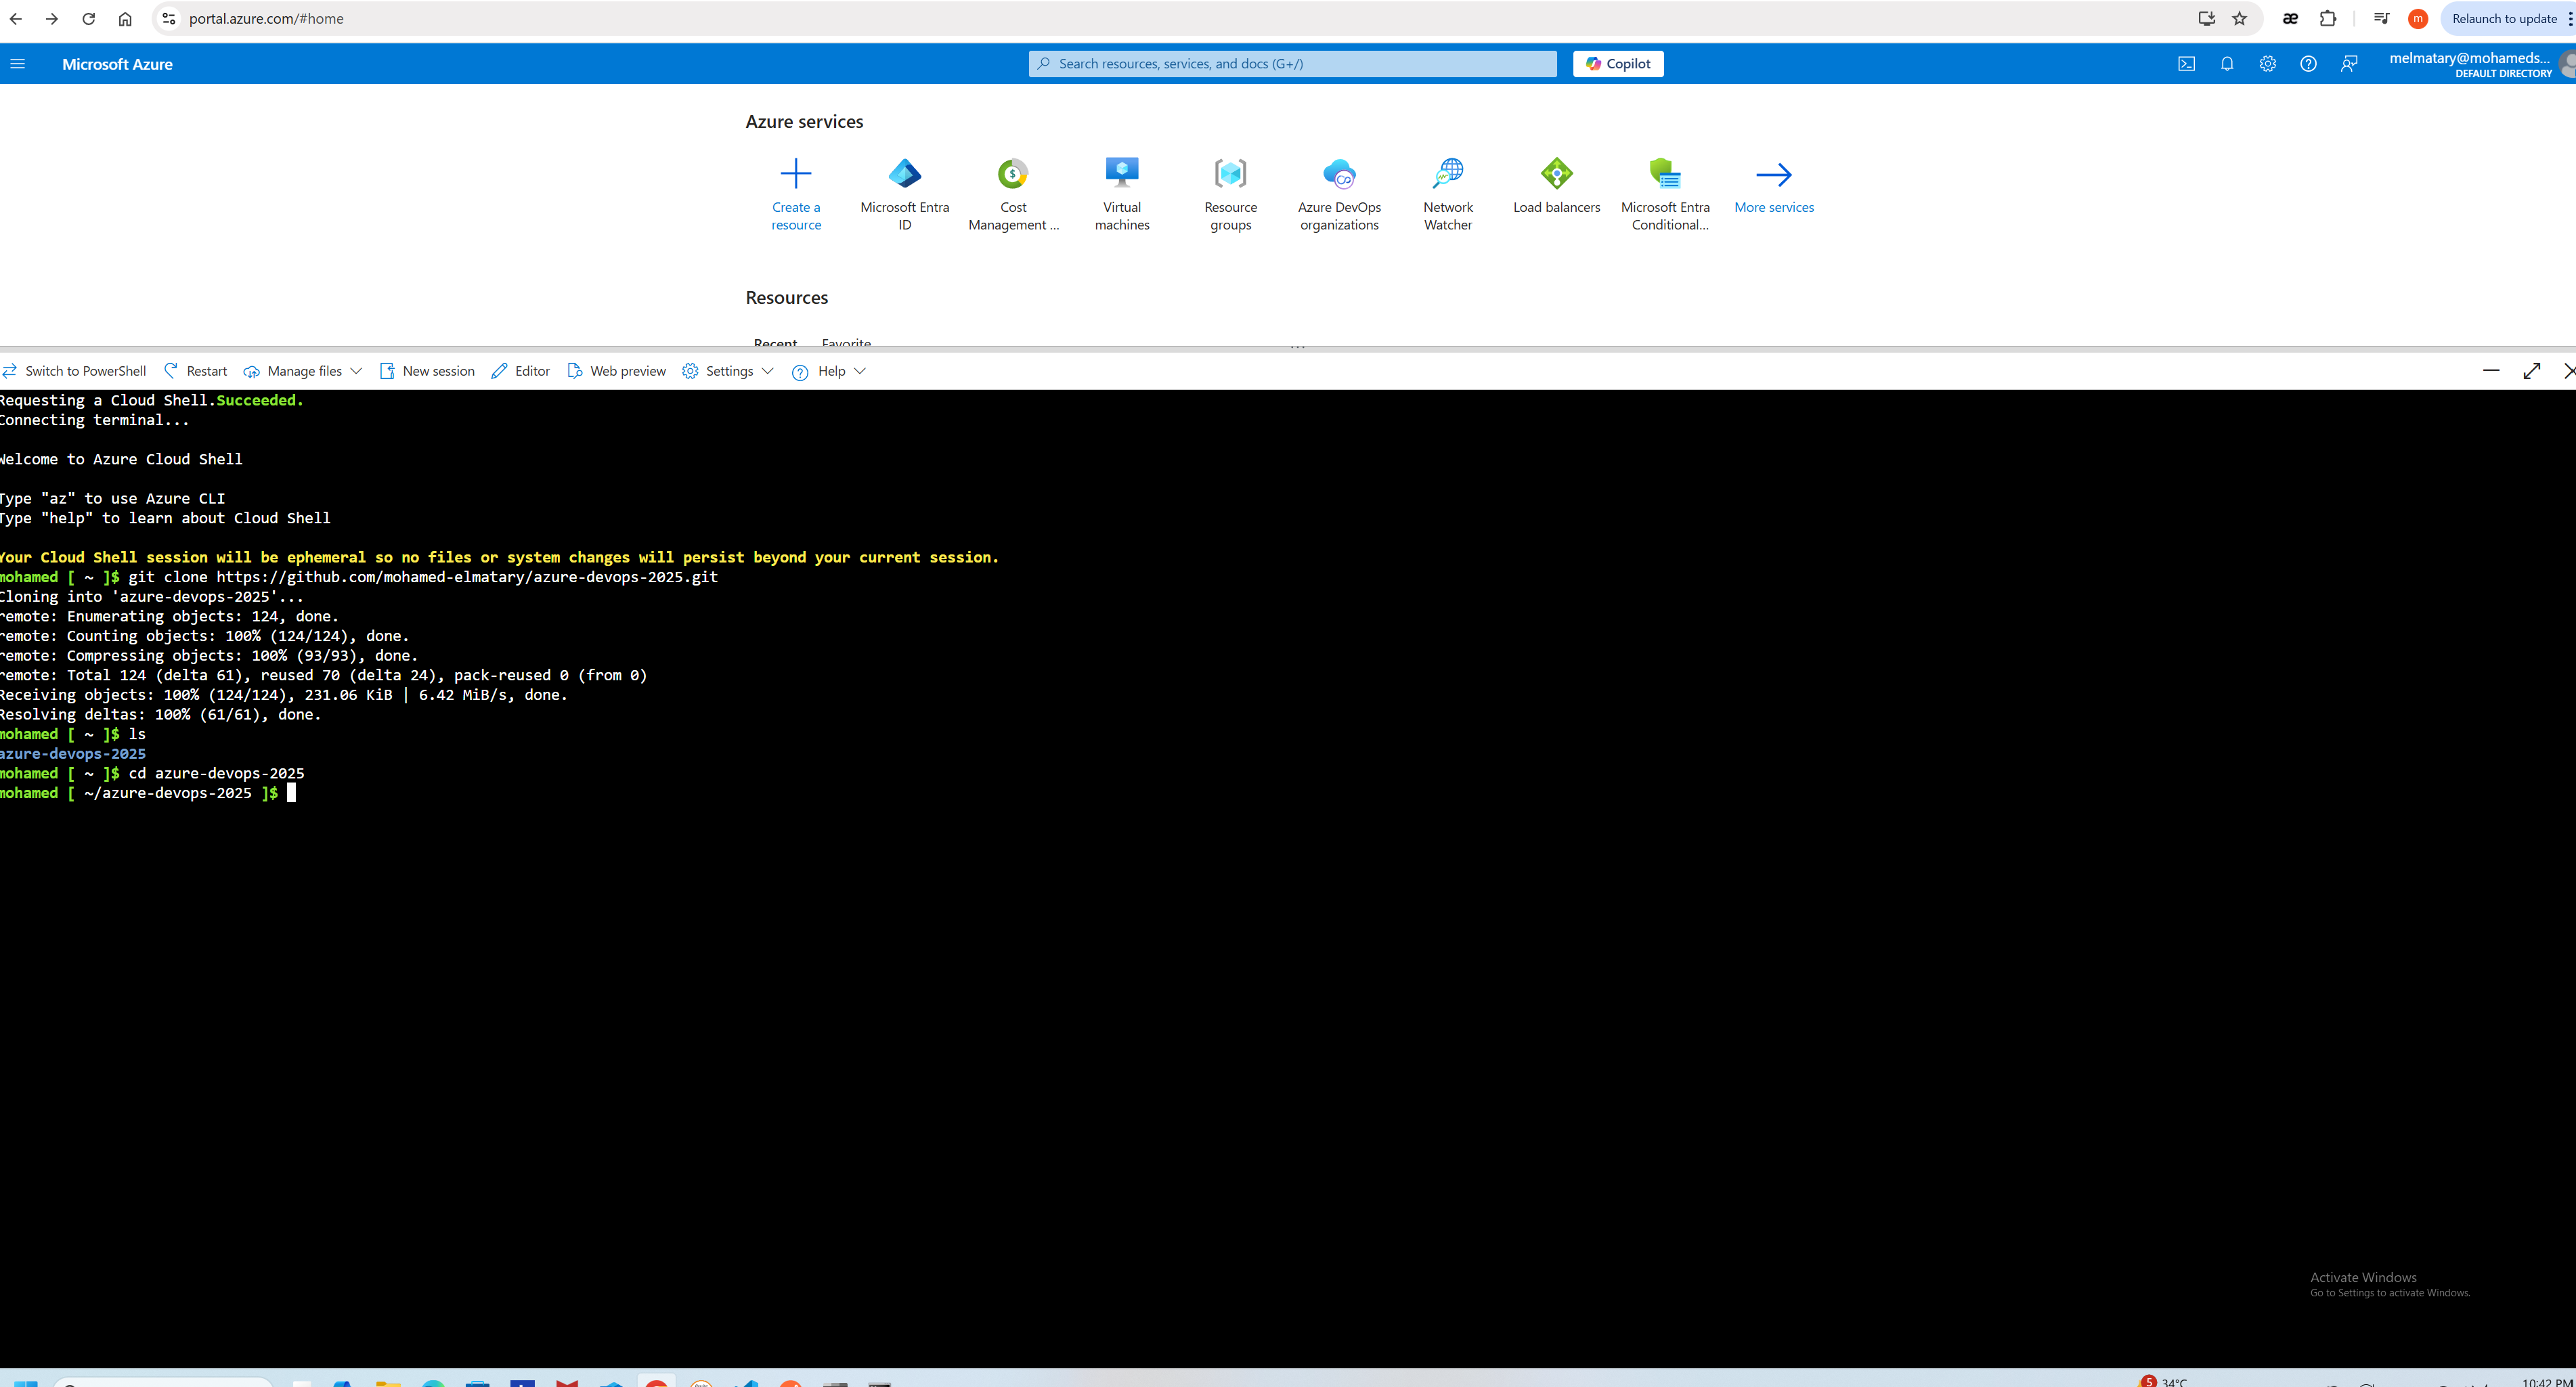 portal.azure.com/#home
Relaunch to update
m
Microsoft Azure
Search resources, services, and docs (G+/)
Copilot
melmatary@mohameds...
DEFAULT DIRECTORY
Azure services
Create a resource
Microsoft Entra ID
Cost Management ...
Virtual machines
Resource groups
Azure DevOps organizations
Network Watcher
Load balancers
Microsoft Entra Conditional...
More services
Resources
Recent
Favorite
Switch to PowerShell
Restart
Manage files
New session
Editor
Web preview
Settings
Help
Requesting a Cloud Shell.Succeeded.
Connecting terminal...
Welcome to Azure Cloud Shell
Type "az" to use Azure CLI
Type "help" to learn about Cloud Shell
Your Cloud Shell session will be ephemeral so no files or system changes will persist beyond your current session.
mohamed [ ~ ]$ git clone https://github.com/mohamed-elmatary/azure-devops-2025.git
Cloning into 'azure-devops-2025'...
remote: Enumerating objects: 124, done.
remote: Counting objects: 100% (124/124), done.
remote: Compressing objects: 100% (93/93), done.
remote: Total 124 (delta 61), reused 70 (delta 24), pack-reused 0 (from 0)
Receiving objects: 100% (124/124), 231.06 KiB | 6.42 MiB/s, done.
Resolving deltas: 100% (61/61), done.
mohamed [ ~ ]$ ls
azure-devops-2025
mohamed [ ~ ]$ cd azure-devops-2025
mohamed [ ~/azure-devops-2025 ]$
Activate Windows
Go to Settings to activate Windows.
5
34°C
10:42 PM